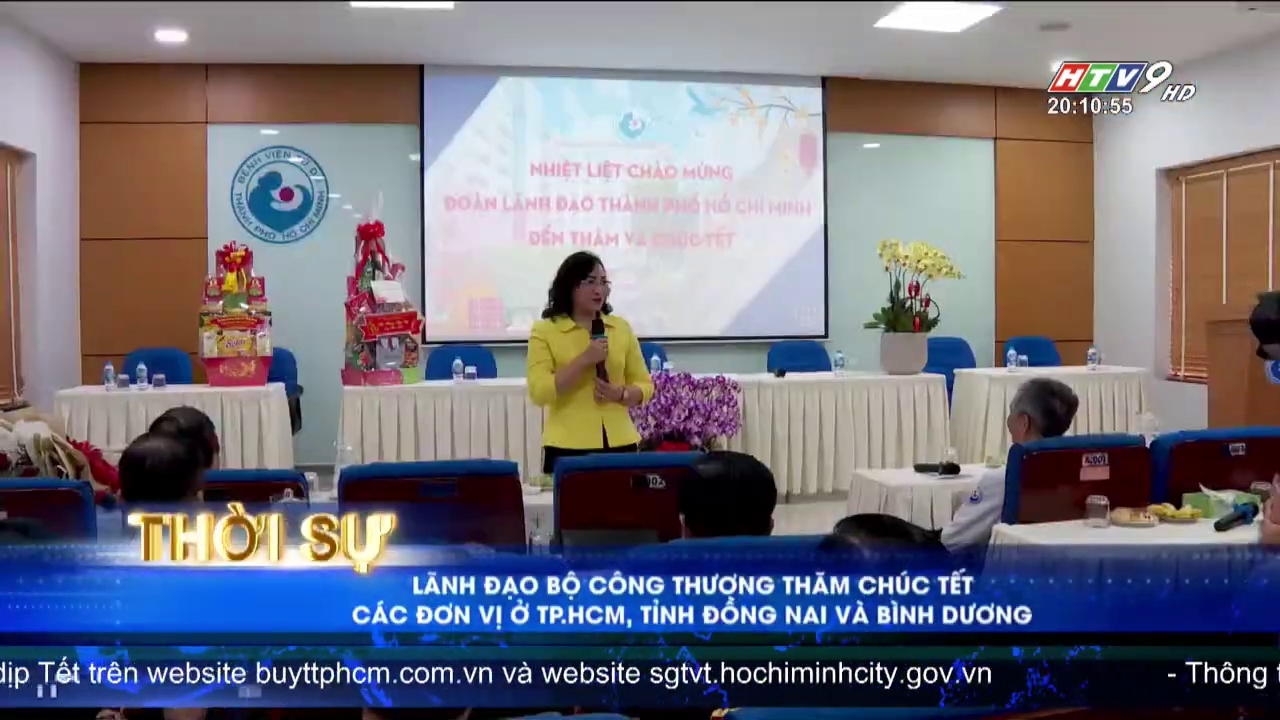 HTV9 HD
20:10:55
BỆNH VIỆN TỪ DŨ
THÀNH PHỐ HỒ CHÍ MINH
NHIỆT LIỆT CHÀO MỪNG
ĐOÀN LÃNH ĐẠO THÀNH PHỐ HỒ CHÍ MINH
ĐẾN THĂM VÀ CHÚC TẾT
THỜI SỰ
LÃNH ĐẠO BỘ CÔNG THƯƠNG THĂM CHÚC TẾT
CÁC ĐƠN VỊ Ở TP.HCM, TỈNH ĐỒNG NAI VÀ BÌNH DƯƠNG
dịp Tết trên website buyttphcm.com.vn và website sgtvt.hochiminhcity.gov.vn - Thông t